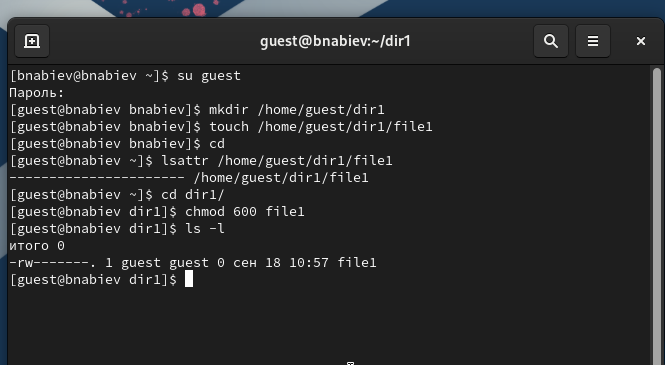 guest@bnabiev:~/dir1
[bnabiev@bnabiev ~]$ su guest
Пароль:
[guest@bnabiev bnabiev]$ mkdir /home/guest/dir1
[guest@bnabiev bnabiev]$ touch /home/guest/dir1/file1
[guest@bnabiev bnabiev]$ cd
[guest@bnabiev ~]$ lsattr /home/guest/dir1/file1
---------------------- /home/guest/dir1/file1
[guest@bnabiev ~]$ cd dir1/
[guest@bnabiev dir1]$ chmod 600 file1
[guest@bnabiev dir1]$ ls -l
итого 0
-rw-------. 1 guest guest 0 сен 18 10:57 file1
[guest@bnabiev dir1]$